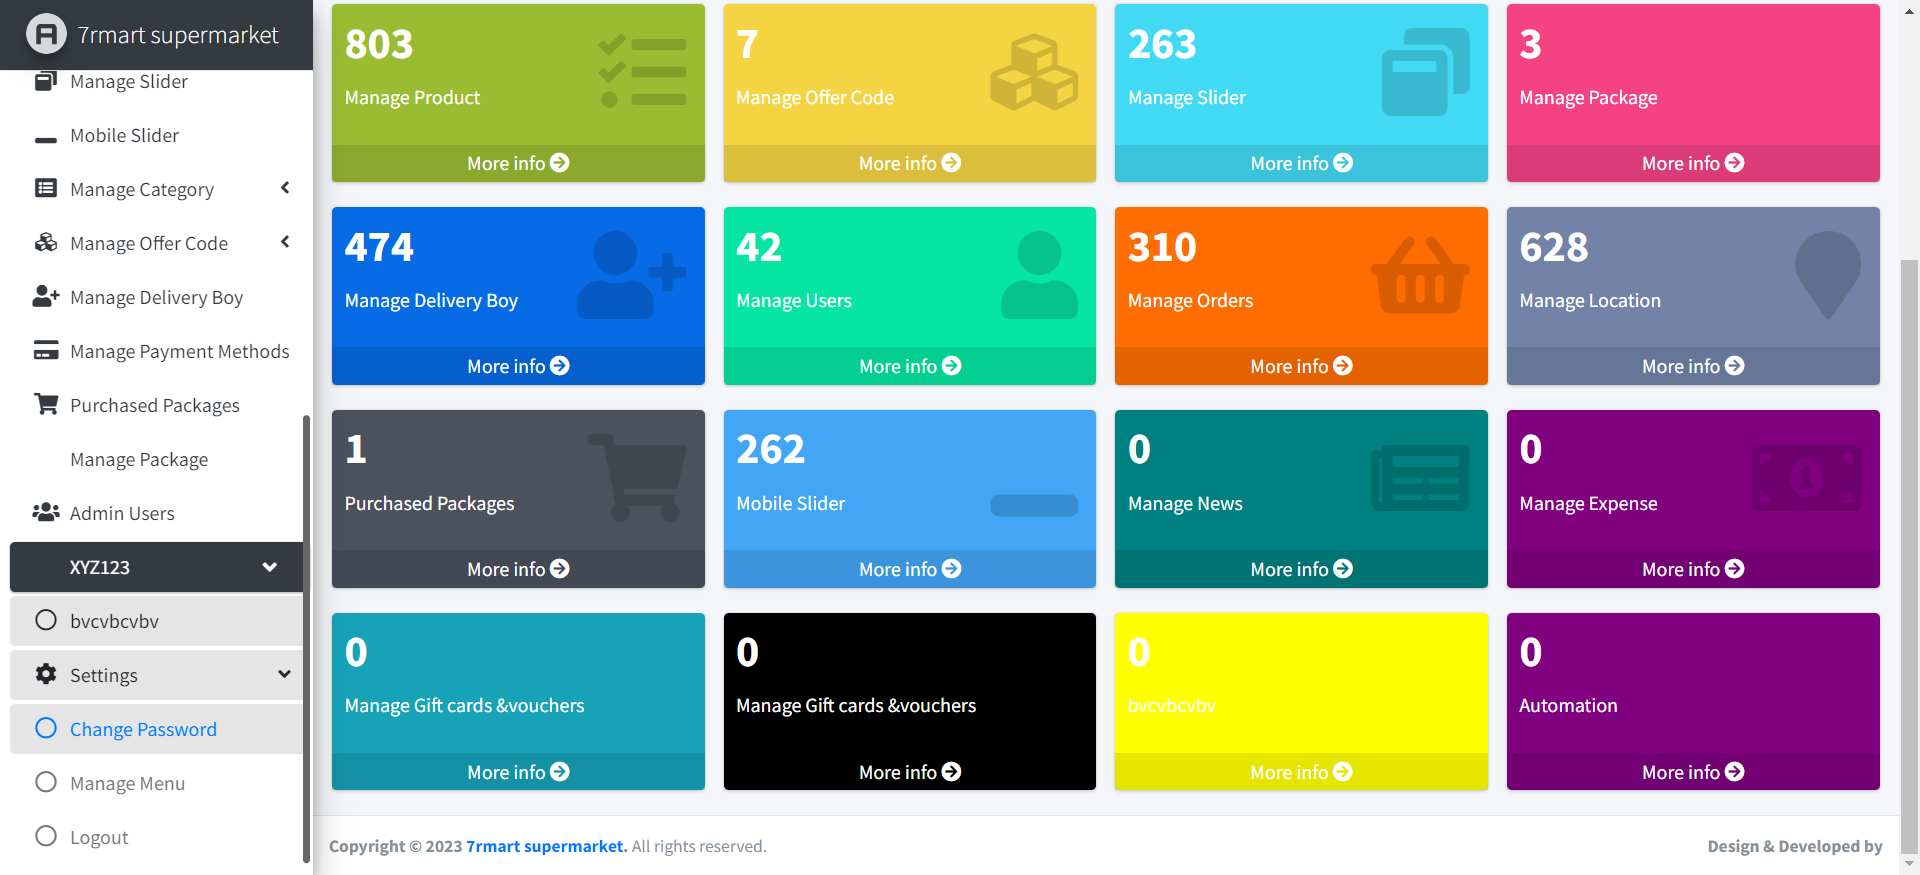 7rmart supermarket
Manage Slider
Mobile Slider
Manage Category
Manage Offer Code
Manage Delivery Boy
Manage Payment Methods
Purchased Packages
Manage Package
Admin Users
XYZ123
bvcvbcvbv
Settings
Change Password
Manage Menu
Logout
803
Manage Product
More info
7
Manage Offer Code
More info
263
Manage Slider
More info
3
Manage Package
More info
474
Manage Delivery Boy
More info
42
Manage Users
More info
310
Manage Orders
More info
628
Manage Location
More info
1
Purchased Packages
More info
262
Mobile Slider
More info
0
Manage News
More info
0
Manage Expense
More info
0
Manage Gift cards &vouchers
More info
0
Manage Gift cards &vouchers
More info
0
bvcvbcvbv
More info
0
Automation
More info
Copyright © 2023 7rmart supermarket. All rights reserved.
Design & Developed by